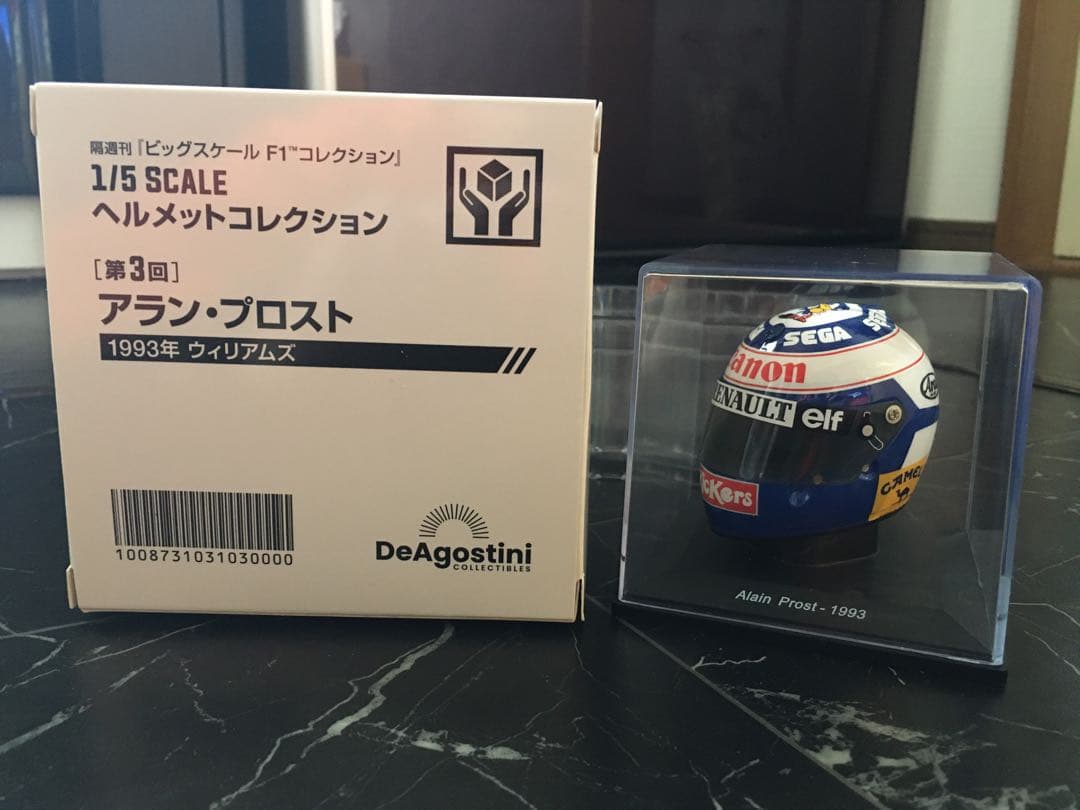 隔週刊『ビッグスケール F1™コレクション』
1/5 SCALE
ヘルメットコレクション
[第3回]
アラン・プロスト
1993年 ウィリアムズ
1008731031030000
DeAgostini
COLLECTIBLES
SEGA
SEGA
Canon
RENAULT elf
Arai
CAMEL
Alain Prost - 1993